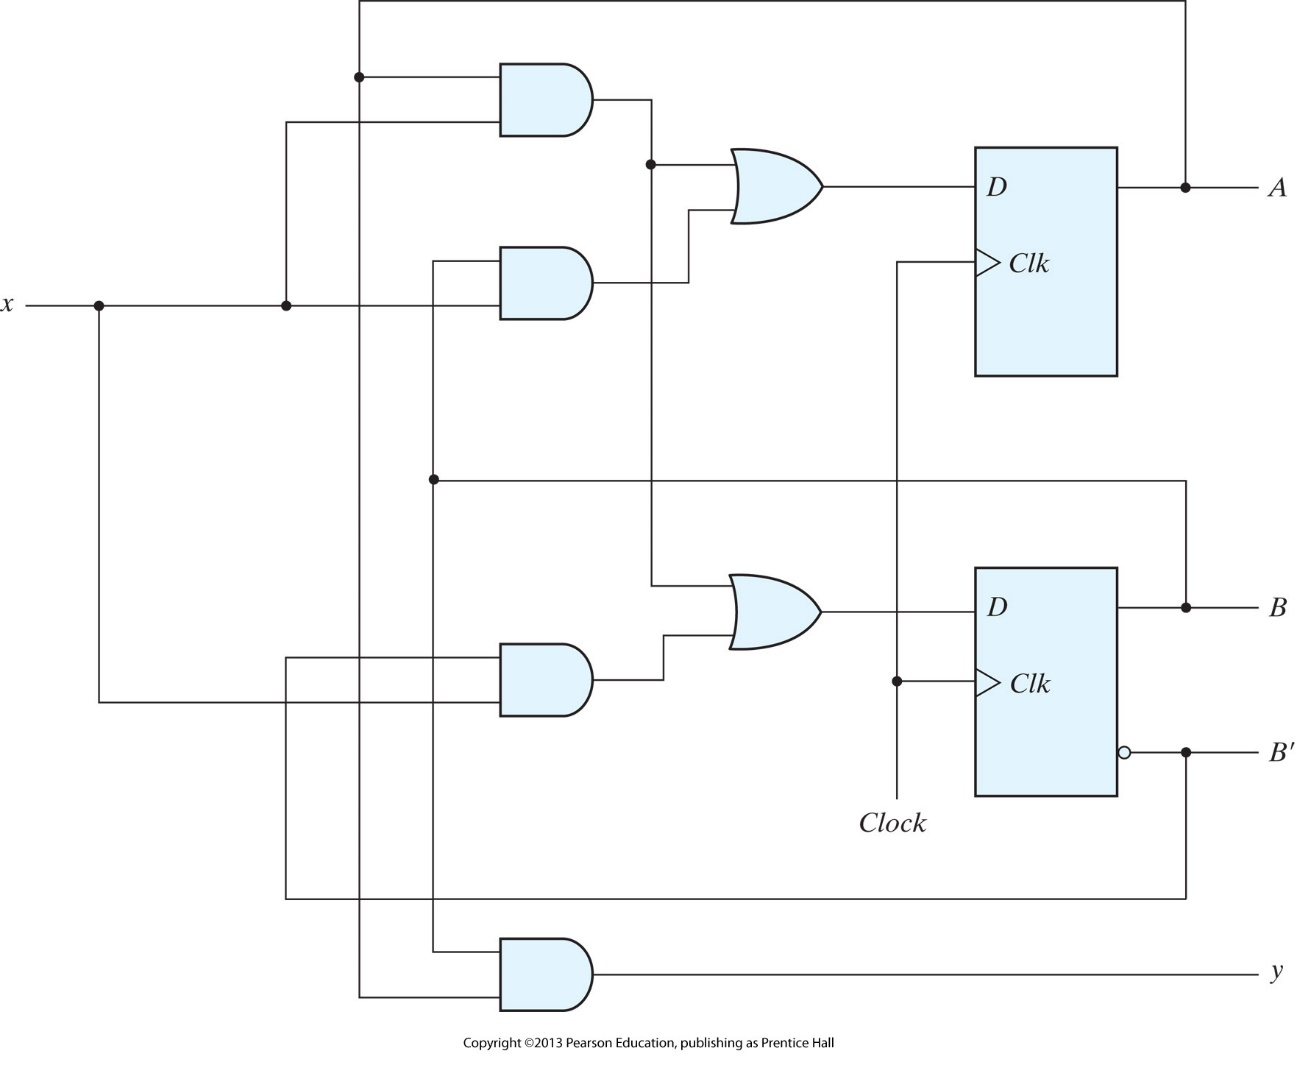 D
A
Clk
x
D
B
Clk
B′
Clock
y
Copyright ©2013 Pearson Education, publishing as Prentice Hall